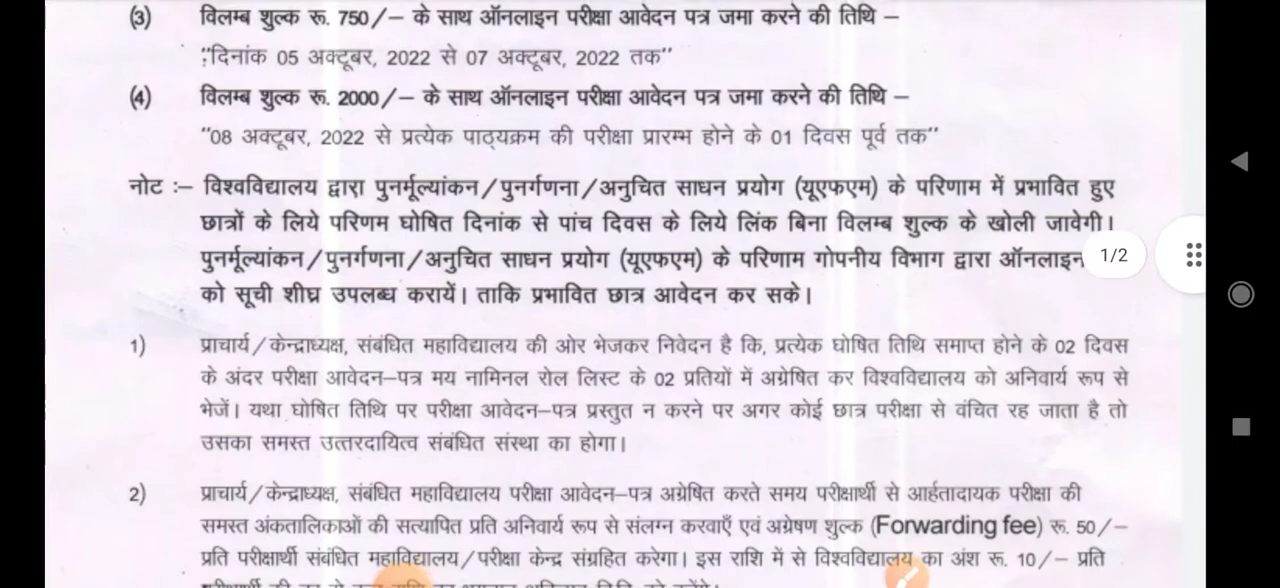 (3) विलम्ब शुल्क रू. 750/– के साथ ऑनलाइन परीक्षा आवेदन पत्र जमा करने की तिथि –
";दिनांक 05 अक्टूबर, 2022 से 07 अक्टूबर, 2022 तक"
(4) विलम्ब शुल्क रू. 2000/– के साथ ऑनलाइन परीक्षा आवेदन पत्र जमा करने की तिथि –
"08 अक्टूबर, 2022 से प्रत्येक पाठ्यक्रम की परीक्षा प्रारम्भ होने के 01 दिवस पूर्व तक"
नोट :– विश्वविद्यालय द्वारा पुनर्मूल्यांकन/पुनर्गणना/अनुचित साधन प्रयोग (यूएफएम) के परिणाम में प्रभावित हुए
छात्रों के लिये परिणम घोषित दिनांक से पांच दिवस के लिये लिंक बिना विलम्ब शुल्क के खोली जावेगी।
पुनर्मूल्यांकन/पुनर्गणना/अनुचित साधन प्रयोग (यूएफएम) के परिणाम गोपनीय विभाग द्वारा ऑनलाइन
1/2
को सूची शीघ्र उपलब्ध करायें। ताकि प्रभावित छात्र आवेदन कर सके।
1) प्राचार्य/केन्द्राध्यक्ष, संबंधित महाविद्यालय की ओर भेजकर निवेदन है कि, प्रत्येक घोषित तिथि समाप्त होने के 02 दिवस
के अंदर परीक्षा आवेदन–पत्र मय नामिनल रोल लिस्ट के 02 प्रतियों में अग्रेषित कर विश्वविद्यालय को अनिवार्य रूप से
भेजें। यथा घोषित तिथि पर परीक्षा आवेदन–पत्र प्रस्तुत न करने पर अगर कोई छात्र परीक्षा से वंचित रह जाता है तो
उसका समस्त उत्तरदायित्व संबंधित संस्था का होगा।
2) प्राचार्य/केन्द्राध्यक्ष, संबंधित महाविद्यालय परीक्षा आवेदन–पत्र अग्रेषित करते समय परीक्षार्थी से आर्हतादायक परीक्षा की
समस्त अंकतालिकाओं की सत्यापित प्रति अनिवार्य रूप से संलग्न करवाएँ एवं अग्रेषण शुल्क (Forwarding fee) रू. 50/–
प्रति परीक्षार्थी संबंधित महाविद्यालय/परीक्षा केन्द्र संग्रहित करेगा। इस राशि में से विश्वविद्यालय का अंश रू. 10/– प्रति